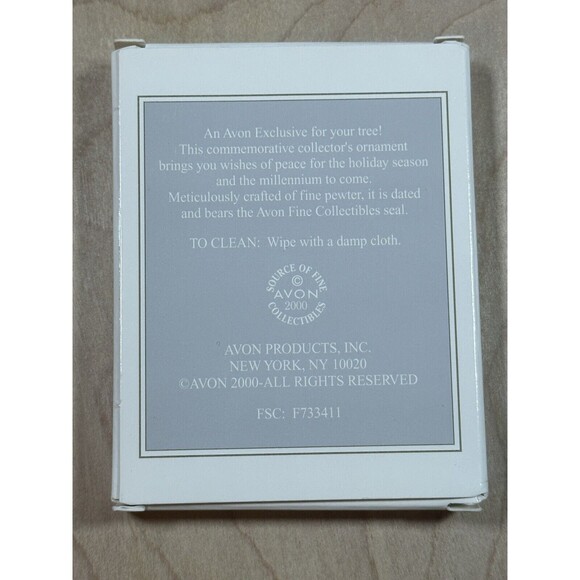 An Avon Exclusive for your tree!
This commemorative collector's ornament
brings you wishes of peace for the holiday season
and the millennium to come.
Meticulously crafted of fine pewter, it is dated
and bears the Avon Fine Collectibles seal.
TO CLEAN: Wipe with a damp cloth.
SOURCE OF FINE
©
AVON
2000
COLLECTIBLES
AVON PRODUCTS, INC.
NEW YORK, NY 10020
©AVON 2000-ALL RIGHTS RESERVED
FSC: F733411